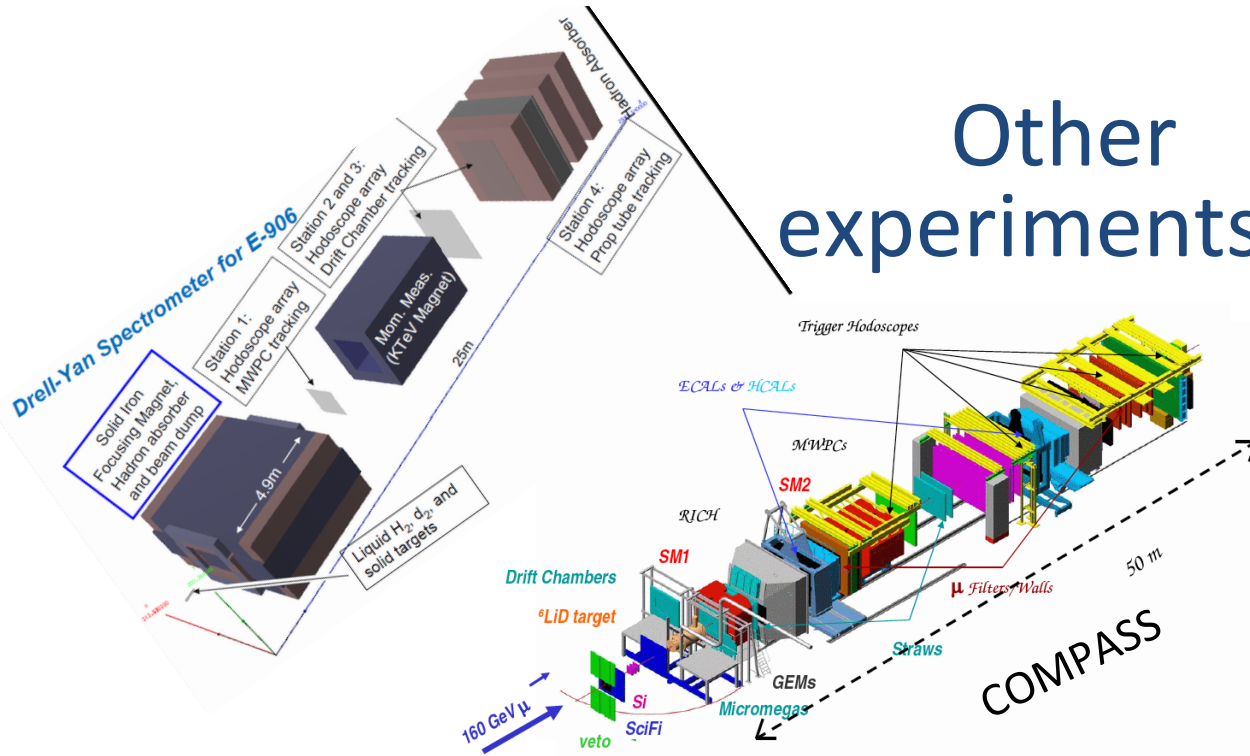 Other
experiments
Drell-Yan Spectrometer for E-906
Solid Iron
Focusing Magnet,
Hadron absorber
and beam dump
Station 1:
Hodoscope array
MWPC tracking
Station 2 and 3:
Hodoscope array
Drift Chamber tracking
Hadron Absorber
Station 4:
Hodoscope array
Prop tube tracking
Mom. Meas.
(KTeV Magnet)
25m
4.9m
Liquid H2, d2, and
solid targets
Trigger Hodoscopes
ECALs & HCALs
MWPCs
SM2
RICH
SM1
Drift Chambers
⁶LiD target
50 m
μ Filters/Walls
Straws
COMPASS
GEMs
Micromegas
Si
SciFi
veto
160 GeV μ